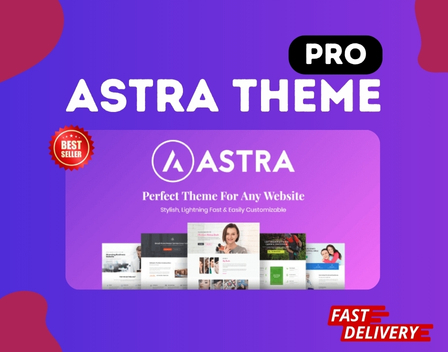 PRO
ASTRA THEME
BEST
SELLER
ASTRA
Perfect Theme For Any Website
Stylish, Lightning Fast & Easily Customizable
FAST
DELIVERY